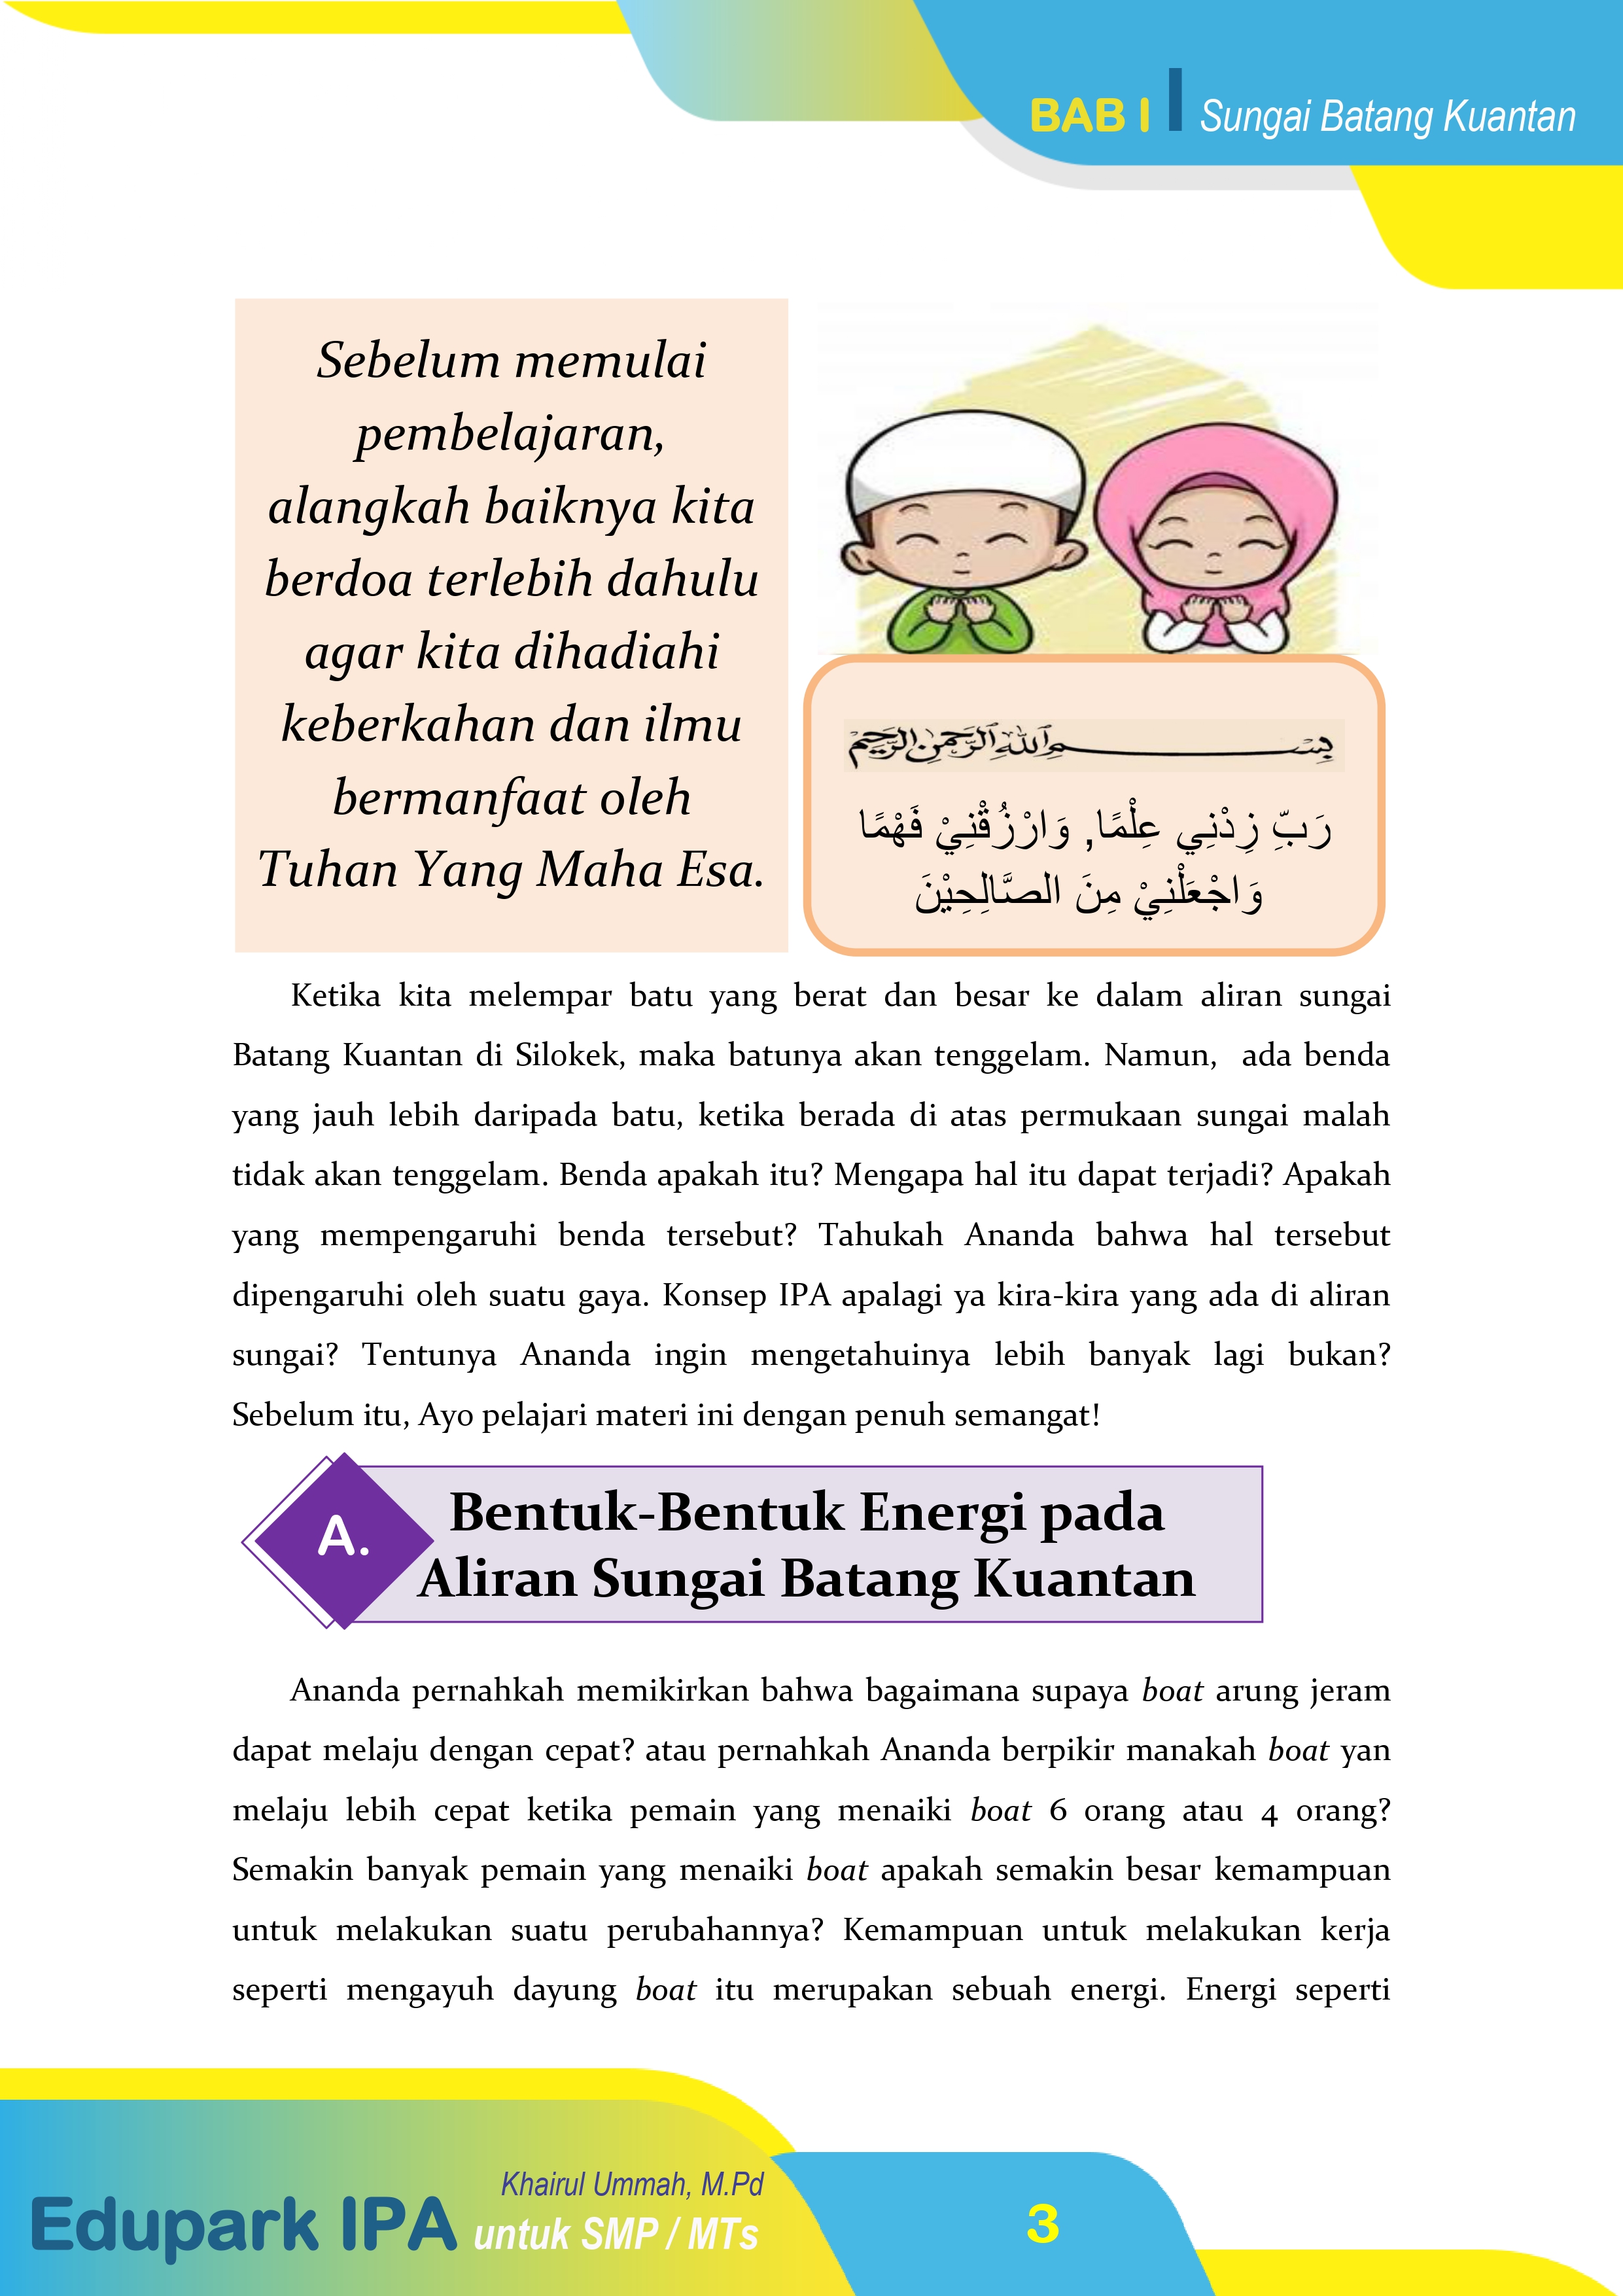 BAB I Sungai Batang Kuantan
Sebelum memulai
pembelajaran,
alangkah baiknya kita
berdoa terlebih dahulu
agar kita dihadiahi
keberkahan dan ilmu
bermanfaat oleh
Tuhan Yang Maha Esa.
بِسْمِ ٱللَّهِ ٱلرَّحْمَٰنِ ٱلرَّحِيمِ
رَبِّ زِدْنِي عِلْمًا, وَارْزُقْنِيْ فَهْمًا
وَاجْعَلْنِيْ مِنَ الصَّالِحِيْنَ
Ketika kita melempar batu yang berat dan besar ke dalam aliran sungai
Batang Kuantan di Silokek, maka batunya akan tenggelam. Namun, ada benda
yang jauh lebih daripada batu, ketika berada di atas permukaan sungai malah
tidak akan tenggelam. Benda apakah itu? Mengapa hal itu dapat terjadi? Apakah
yang mempengaruhi benda tersebut? Tahukah Ananda bahwa hal tersebut
dipengaruhi oleh suatu gaya. Konsep IPA apalagi ya kira-kira yang ada di aliran
sungai? Tentunya Ananda ingin mengetahuinya lebih banyak lagi bukan?
Sebelum itu, Ayo pelajari materi ini dengan penuh semangat!
A.
Bentuk-Bentuk Energi pada
Aliran Sungai Batang Kuantan
Ananda pernahkah memikirkan bahwa bagaimana supaya boat arung jeram
dapat melaju dengan cepat? atau pernahkah Ananda berpikir manakah boat yan
melaju lebih cepat ketika pemain yang menaiki boat 6 orang atau 4 orang?
Semakin banyak pemain yang menaiki boat apakah semakin besar kemampuan
untuk melakukan suatu perubahannya? Kemampuan untuk melakukan kerja
seperti mengayuh dayung boat itu merupakan sebuah energi. Energi seperti
Khairul Ummah, M.Pd
Edupark IPA untuk SMP / MTs
3